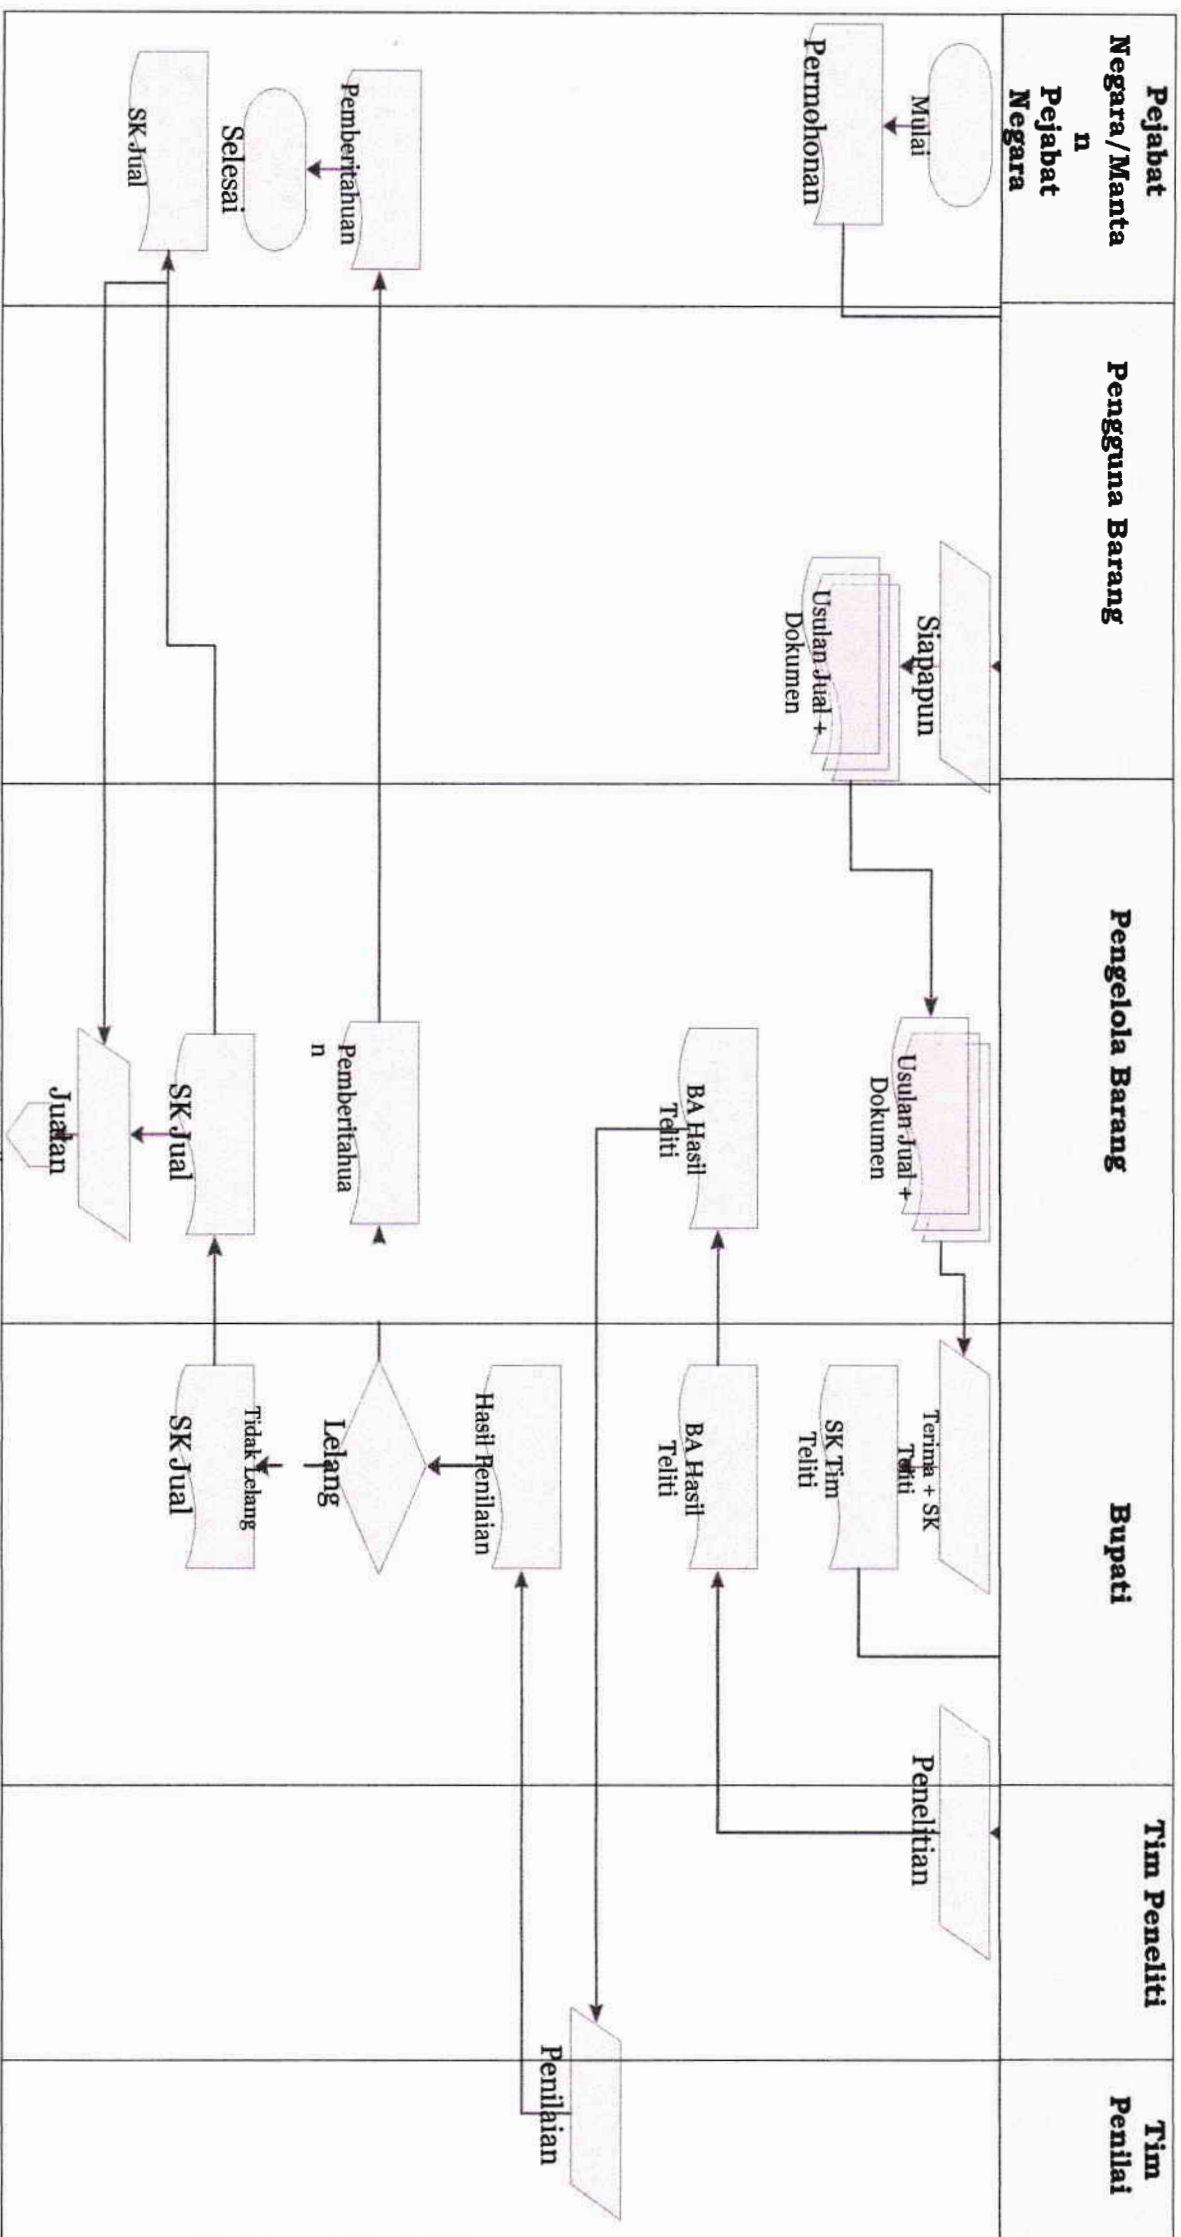 Pejabat
Negara/Manta
n
Pejabat
Negara
Pengguna Barang
Pengelola Barang
Bupati
Tim Peneliti
Tim
Penilai
Mulai
Permohonan
Siapapun
Usulan Jual +
Dokumen
Usulan Jual +
Dokumen
Terima + SK
Teliti
SK Tim
Teliti
Penelitian
BA Hasil
Teliti
BA Hasil
Teliti
Penilaian
Hasil Penilaian
Lelang
Pemberitahua
n
Pemberitahuan
Selesai
Tidak Lelang
SK Jual
SK Jual
SK Jual
Jualan